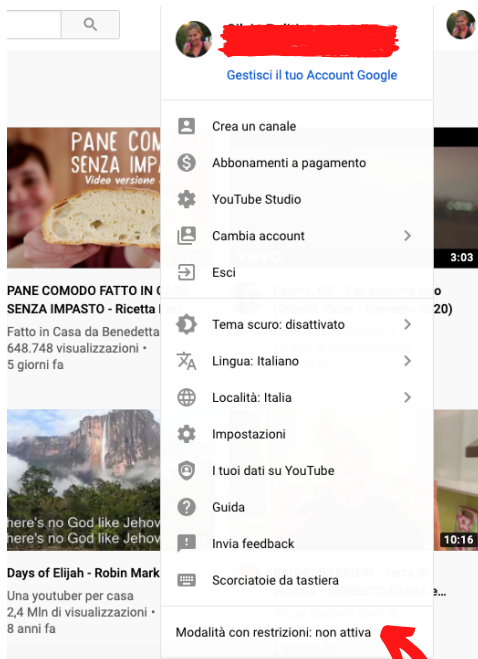 Gestisci il tuo Account Google
Crea un canale
Abbonamenti a pagamento
YouTube Studio
Cambia account
Esci
Tema scuro: disattivato
Lingua: Italiano
Località: Italia
Impostazioni
I tuoi dati su YouTube
Guida
Invia feedback
Scorciatoie da tastiera
Modalità con restrizioni: non attiva
PANE COM
SENZA IMPA
Video versione
PANE COMODO FATTO IN CASA
SENZA IMPASTO - Ricetta
Fatto in Casa da Benedetta
648.748 visualizzazioni •
5 giorni fa
here's no God like Jehov
here's no God like Jehov
Days of Elijah - Robin Mark
Una youtuber per casa
2,4 Mln di visualizzazioni •
8 anni fa
3:03
10:16